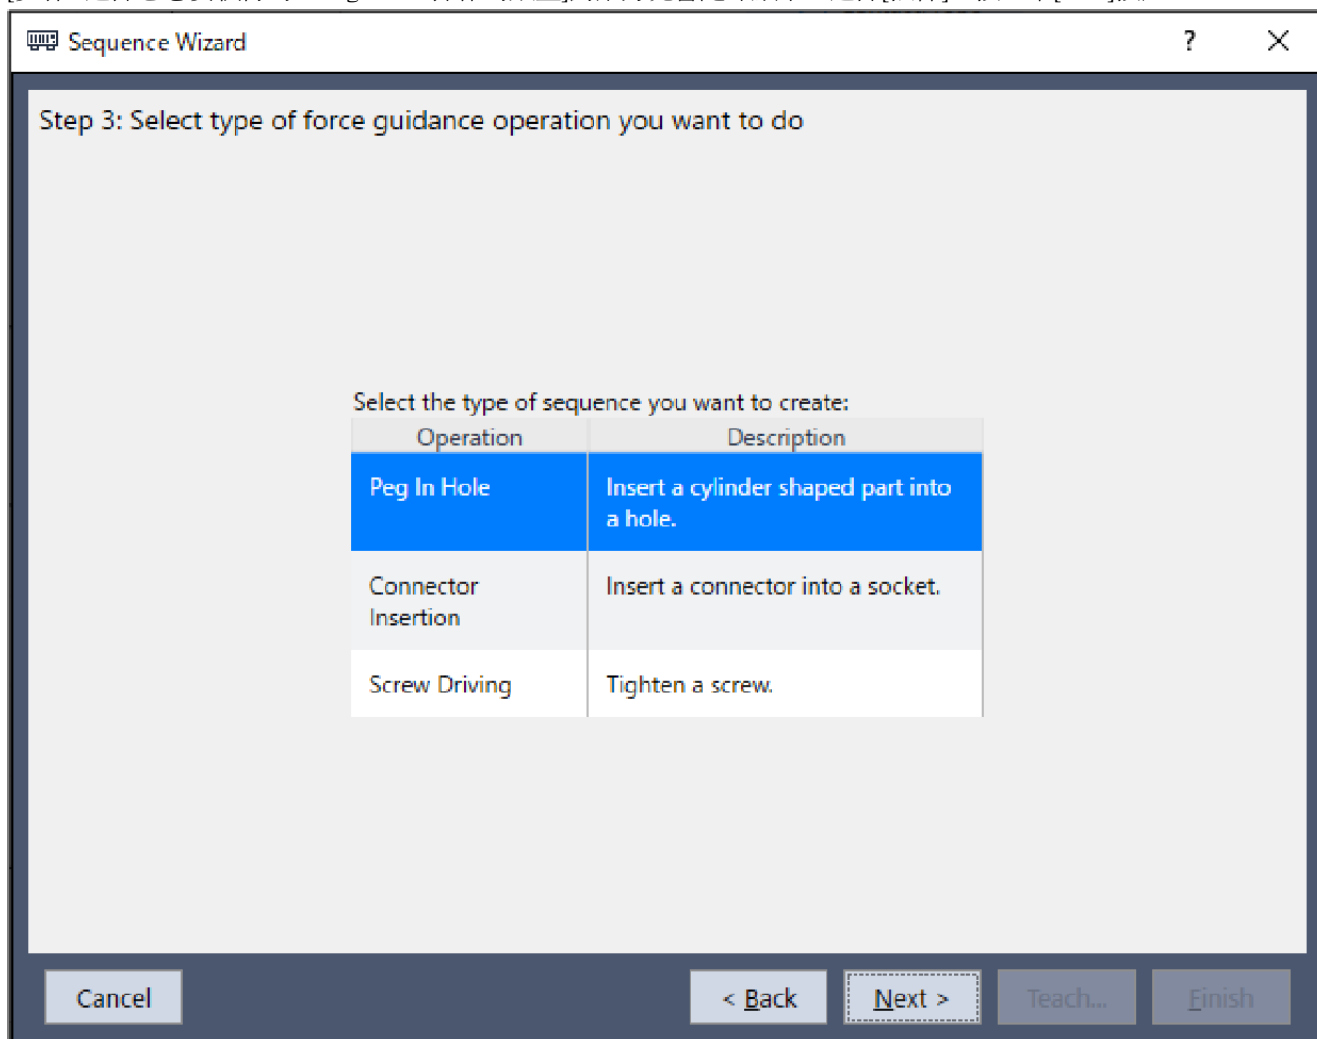 Sequence Wizard
?
Step 3: Select type of force guidance operation you want to do
Select the type of sequence you want to create:
Operation Description
Peg In Hole Insert a cylinder shaped part into
a hole.
Connector Insert a connector into a socket.
Insertion
Screw Driving Tighten a screw.
Cancel < Back Next > Teach... Finish